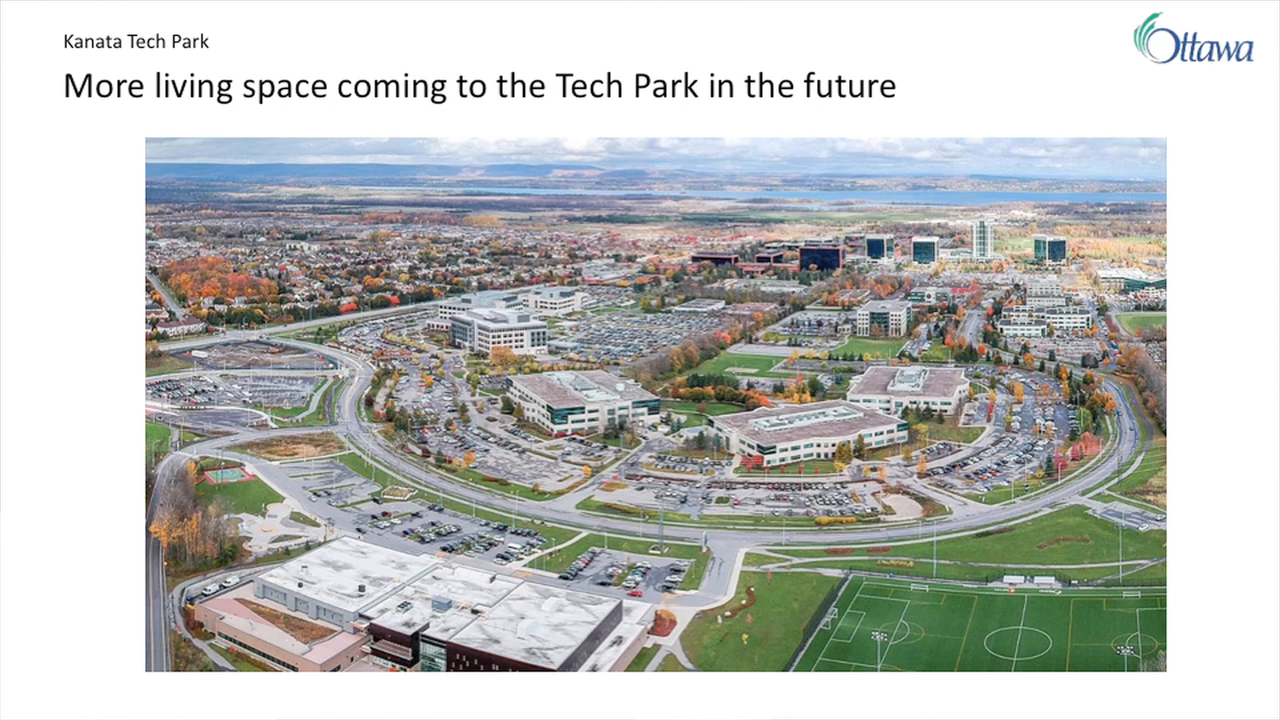 Kanata Tech Park
Ottawa
More living space coming to the Tech Park in the future